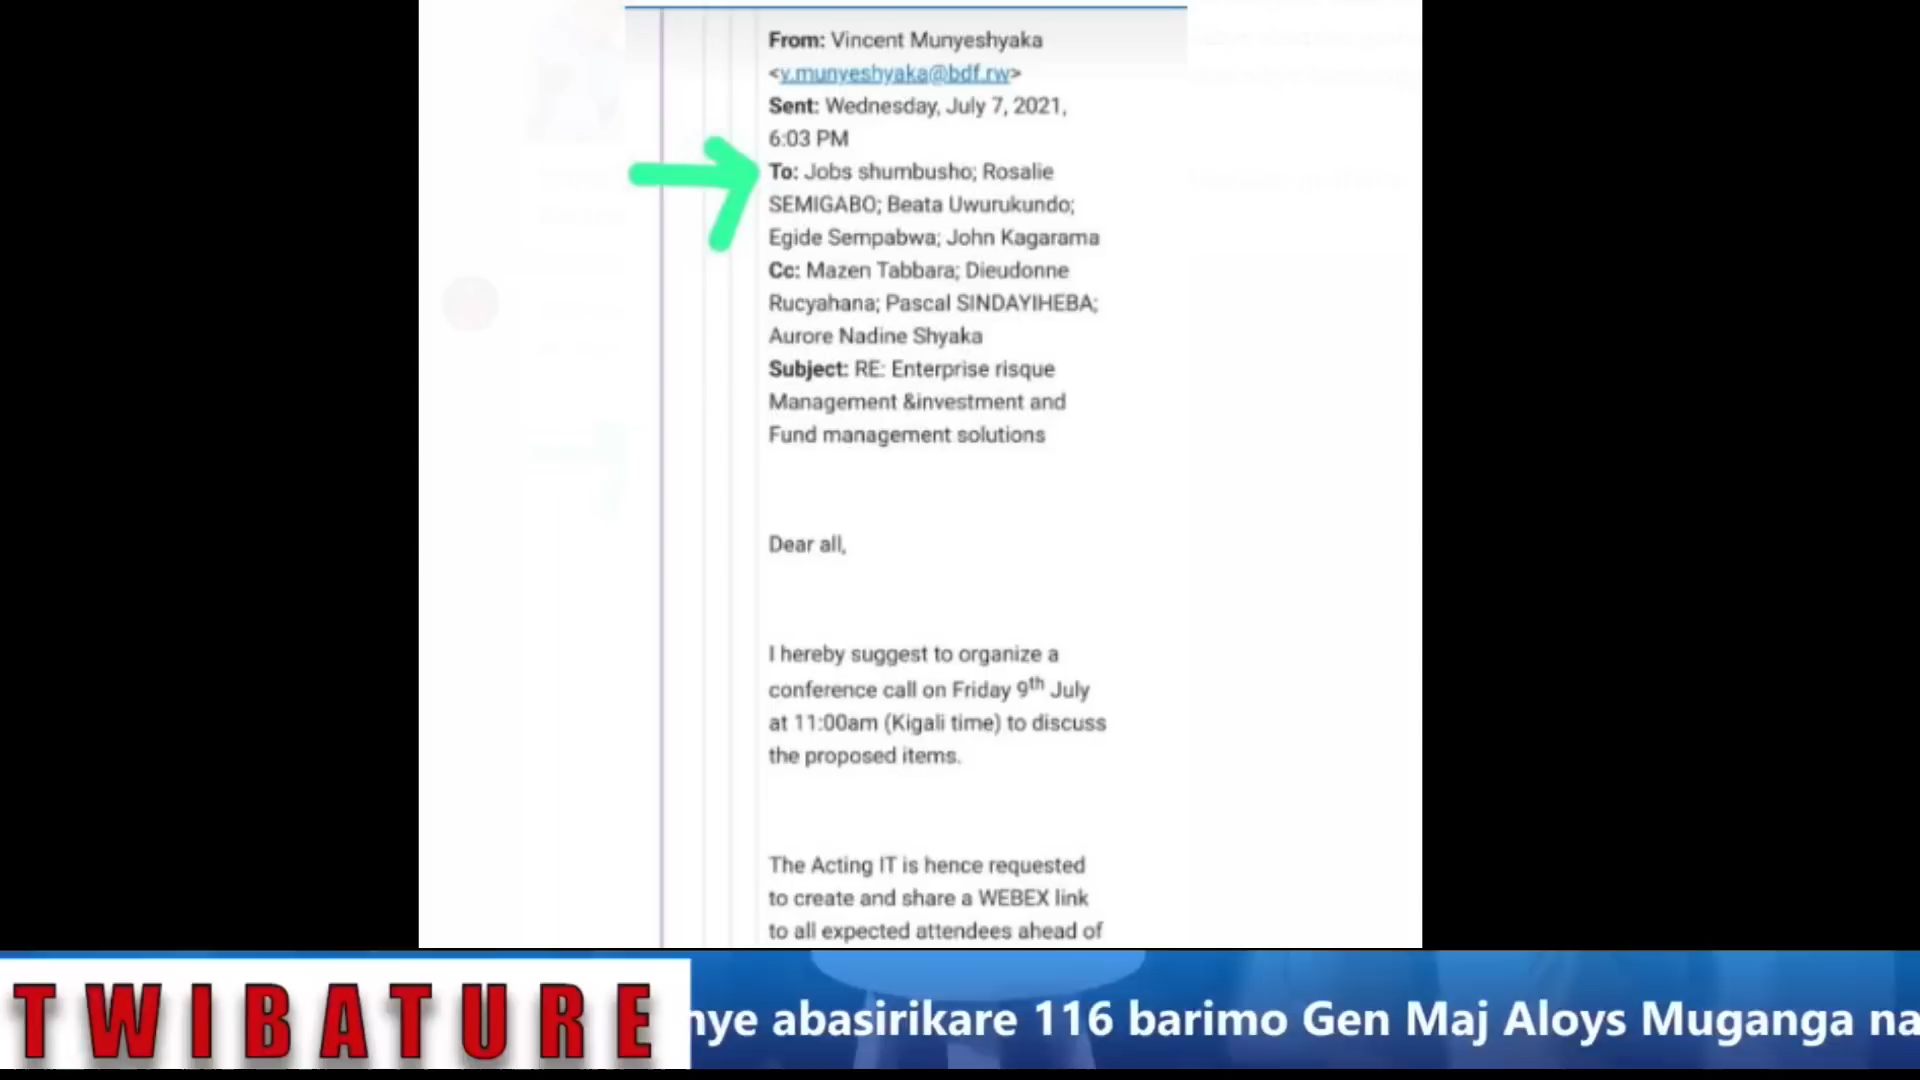 From: Vincent Munyeshyaka
<v.munyeshyaka@bdf.rw>
Sent: Wednesday, July 7, 2021,
6:03 PM
To: Jobs shumbusho; Rosalie
SEMIGABO; Beata Uwurukundo;
Egide Sempabwa; John Kagarama
Cc: Mazen Tabbara; Dieudonne
Rucyahana; Pascal SINDAYIHEBA;
Aurore Nadine Shyaka
Subject: RE: Enterprise risque
Management &investment and
Fund management solutions
Dear all,
I hereby suggest to organize a
conference call on Friday 9th July
at 11:00am (Kigali time) to discuss
the proposed items.
The Acting IT is hence requested
to create and share a WEBEX link
to all expected attendees ahead of
TWIBATURE
abasirikare 116 barimo Gen Maj Aloys Muganga na